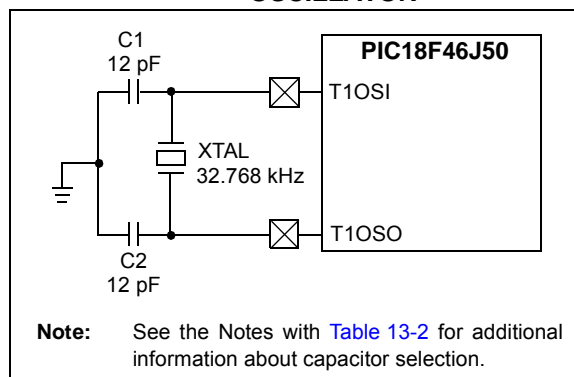 C1
12 pF
PIC18F46J50
T1OSI
XTAL
32.768 kHz
T1OSO
C2
12 pF
Note: See the Notes with Table 13-2 for additional
information about capacitor selection.